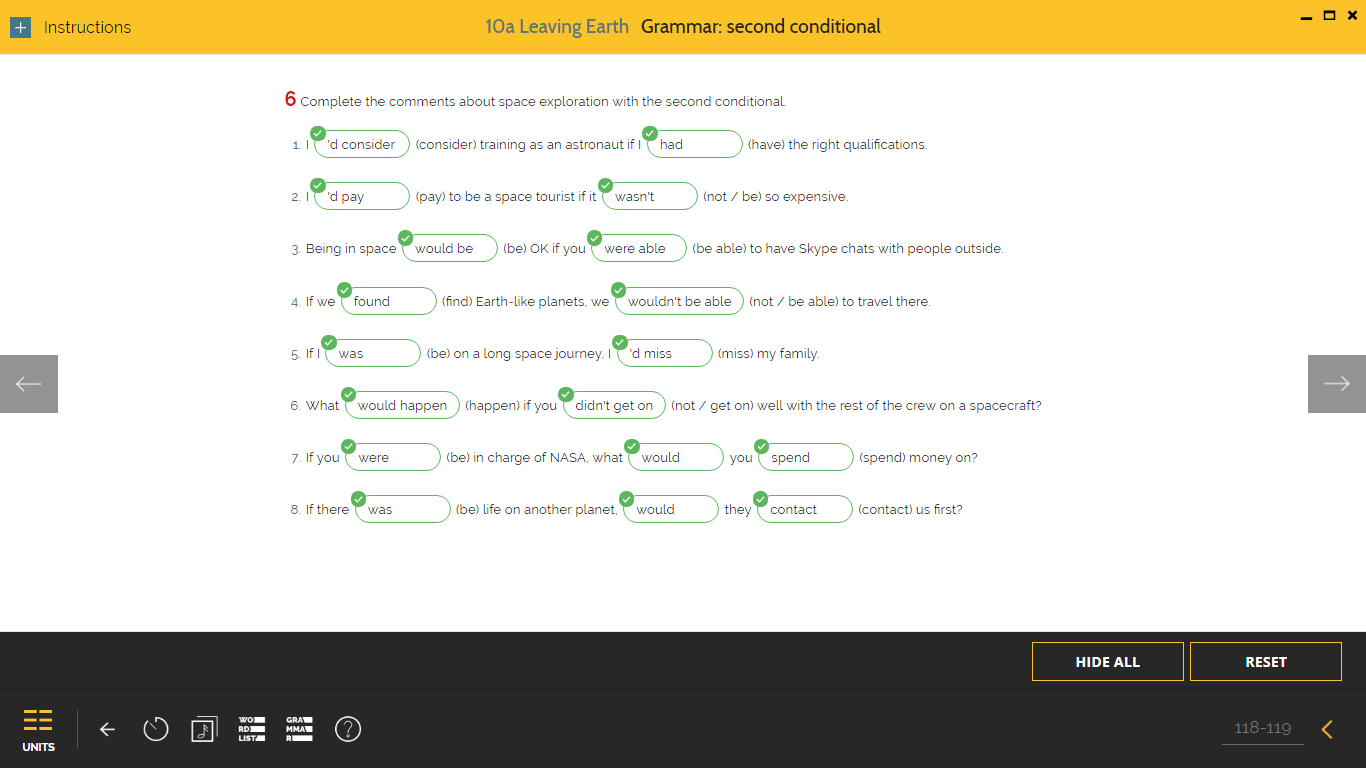 Instructions
10a Leaving Earth Grammar: second conditional
6 Complete the comments about space exploration with the second conditional.
1. I 'd consider (consider) training as an astronaut if I had (have) the right qualifications.
2. I 'd pay (pay) to be a space tourist if it wasn't (not / be) so expensive.
3. Being in space would be (be) OK if you were able (be able) to have Skype chats with people outside.
4. If we found (find) Earth-like planets, we wouldn't be able (not / be able) to travel there.
5. If I was (be) on a long space journey, I 'd miss (miss) my family.
6. What would happen (happen) if you didn't get on (not / get on) well with the rest of the crew on a spacecraft?
7. If you were (be) in charge of NASA, what would you spend (spend) money on?
8. If there was (be) life on another planet, would they contact (contact) us first?
HIDE ALL RESET
UNITS
WO
RD
LIST
GRA
MMA
R
?
118-119